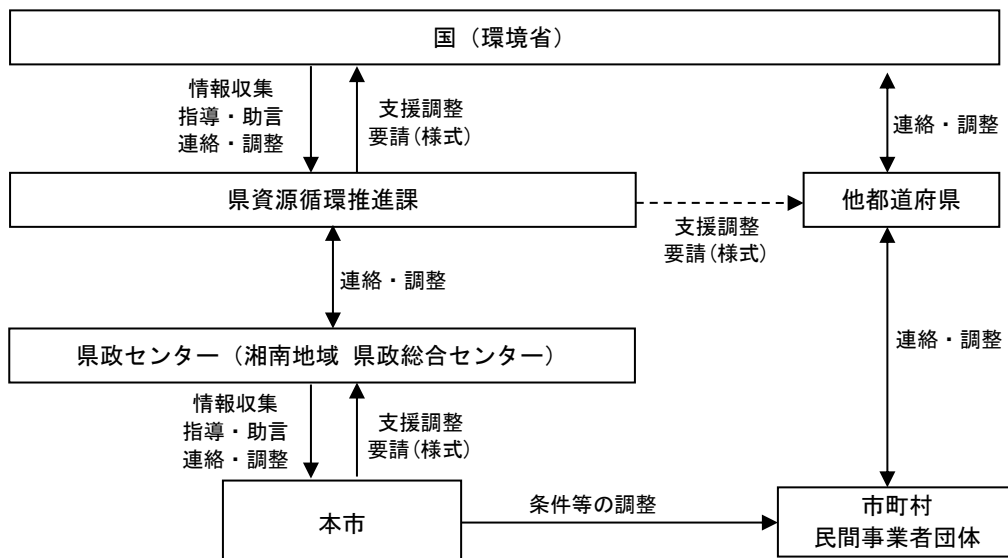 国（環境省）
情報収集
指導・助言
連絡・調整
支援調整
要請(様式)
連絡・調整
県資源循環推進課
支援調整
要請(様式)
他都道府県
連絡・調整
県政センター（湘南地域 県政総合センター）
連絡・調整
情報収集
指導・助言
連絡・調整
支援調整
要請(様式)
本市
条件等の調整
市町村
民間事業者団体